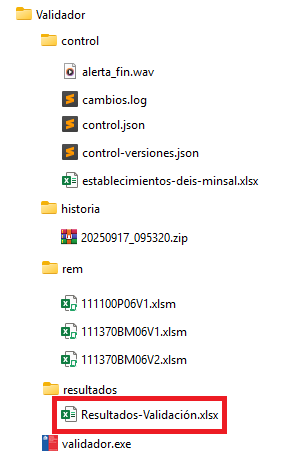 Validador
control
alerta_fin.wav
cambios.log
control.json
control-versiones.json
establecimientos-deis-minsal.xlsx
historia
20250917_095320.zip
rem
111100P06V1.xlsm
111370BM06V1.xlsm
111370BM06V2.xlsm
resultados
Resultados-Validación.xlsx
validador.exe